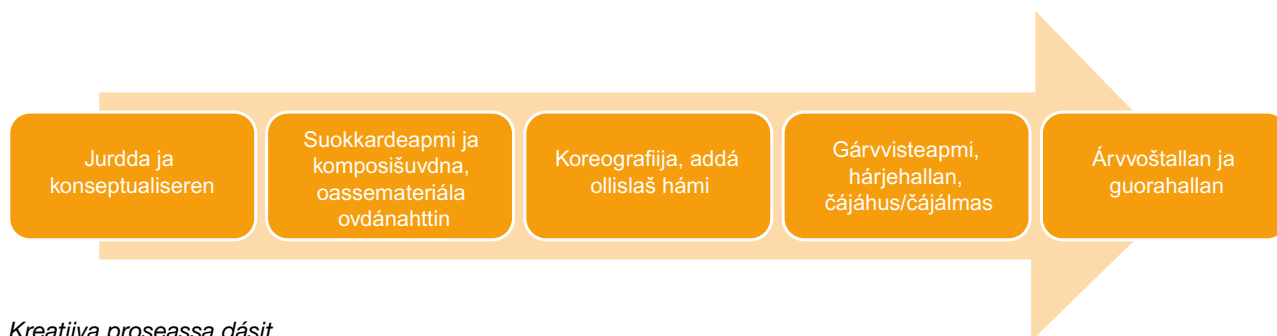 Jurdda ja
konseptualiseren
Suokkardeapmi ja
komposišuvdna,
oassemateriála
ovdánahttin
Koreografiija, addá
ollislaš hámi
Gárvvisteapmi,
hárjehallan,
čájáhus/čájálmas
Árvvoštallan ja
guorahallan
Kreatiiva proseassa dásit